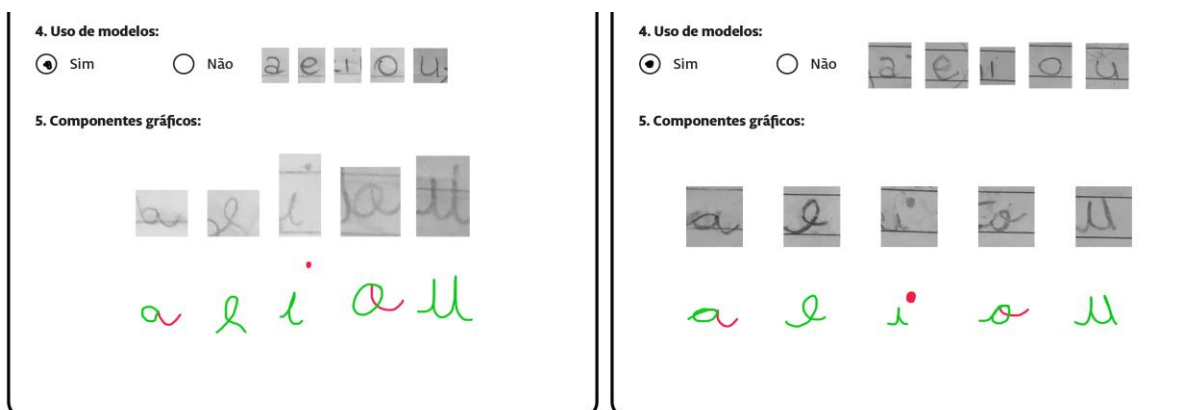 4. Uso de modelos:
Sim Não a e i o u
5. Componentes gráficos:
a e i o u
a e i o u
4. Uso de modelos:
Sim Não a e i o u
5. Componentes gráficos:
a e i o u
a e i o u